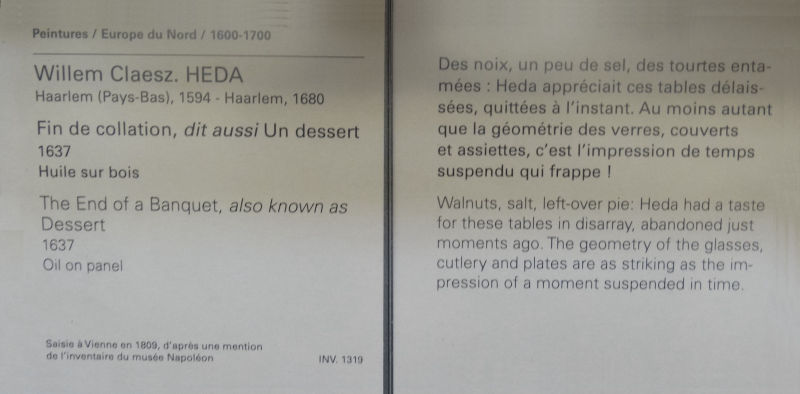 Peintures / Europe du Nord / 1600-1700
Willem Claesz. HEDA
Haarlem (Pays-Bas), 1594 - Haarlem, 1680
Fin de collation, dit aussi Un dessert
1637
Huile sur bois
The End of a Banquet, also known as
Dessert
1637
Oil on panel
Saisie à Vienne en 1809, d'après une mention
de l'inventaire du musée Napoléon
INV. 1319
Des noix, un peu de sel, des tourtes enta-
mées : Heda appréciait ces tables délais-
sées, quittées à l'instant. Au moins autant
que la géométrie des verres, couverts
et assiettes, c'est l'impression de temps
suspendu qui frappe !
Walnuts, salt, left-over pie: Heda had a taste
for these tables in disarray, abandoned just
moments ago. The geometry of the glasses,
cutlery and plates are as striking as the im-
pression of a moment suspended in time.